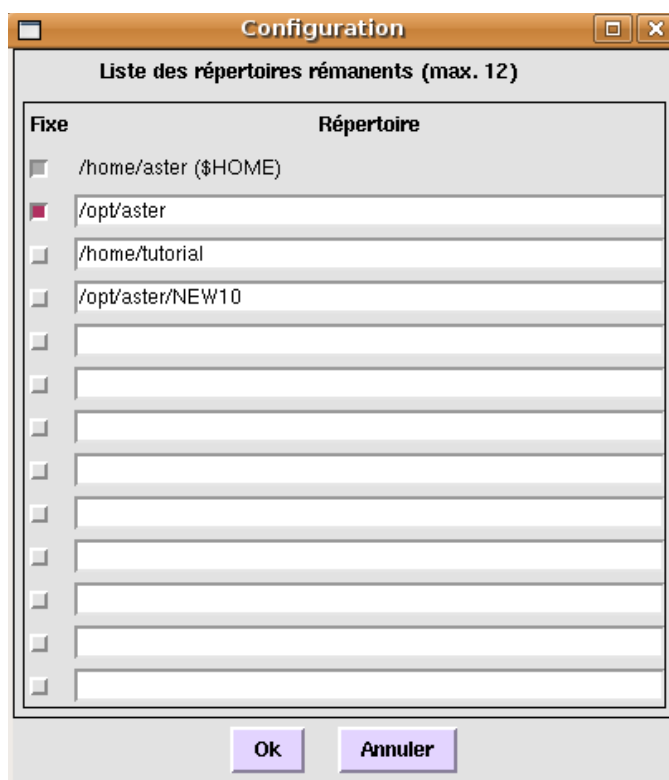 Configuration
Liste des répertoires rémanents (max. 12)
Fixe Répertoire
/home/aster ($HOME)
/opt/aster
/home/tutorial
/opt/aster/NEW10
Ok Annuler